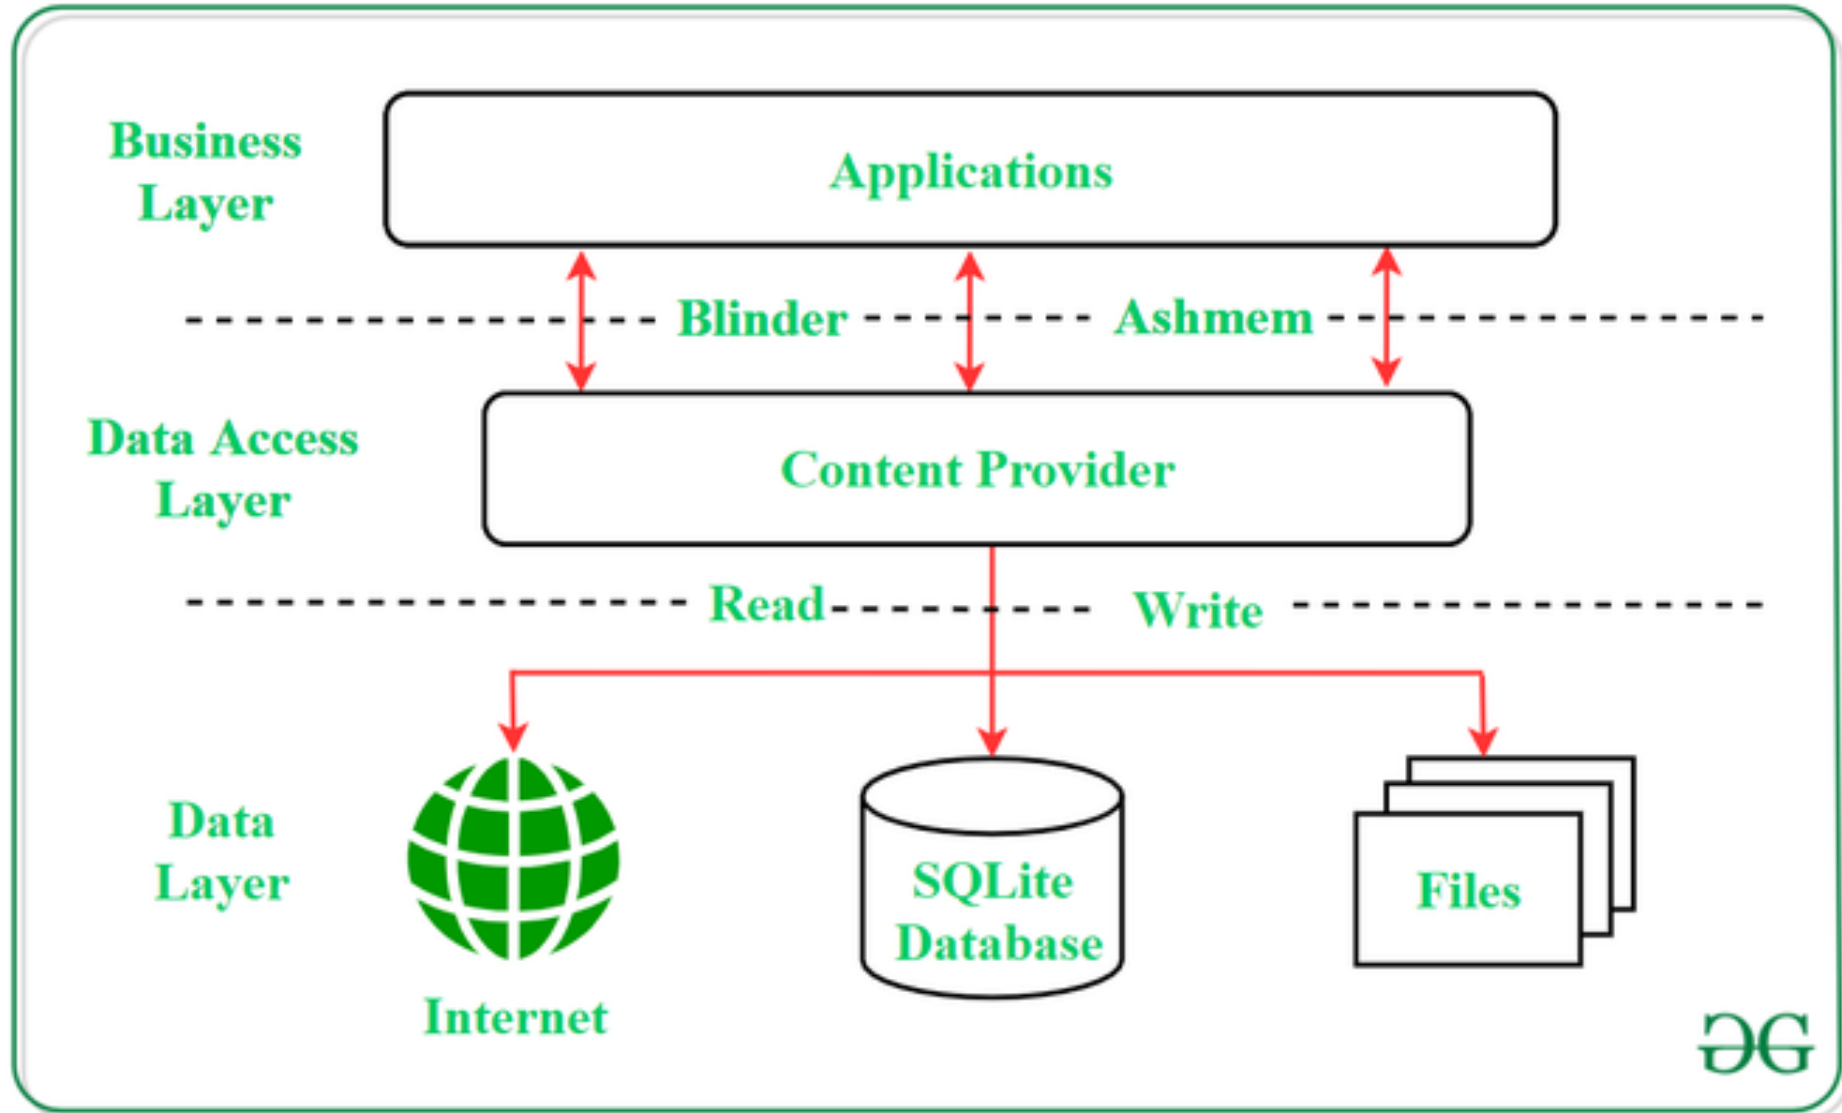 Business
Layer
Applications
Blinder
Ashmem
Data Access
Layer
Content Provider
Read
Write
Data
Layer
Internet
SQLite
Database
Files